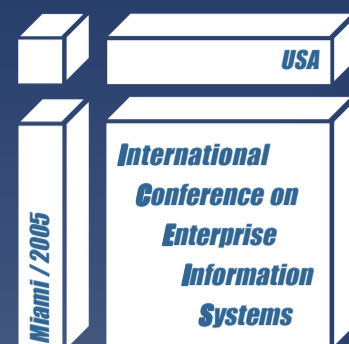 USA
International
Conference on
Enterprise
Information
Systems
Miami / 2005